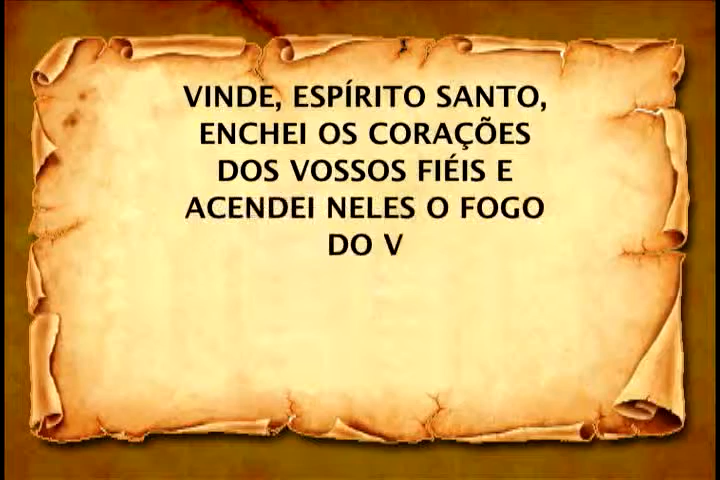 VINDE, ESPÍRITO SANTO,
ENCHEI OS CORAÇÕES
DOS VOSSOS FIÉIS E
ACENDEI NELES O FOGO
DO V